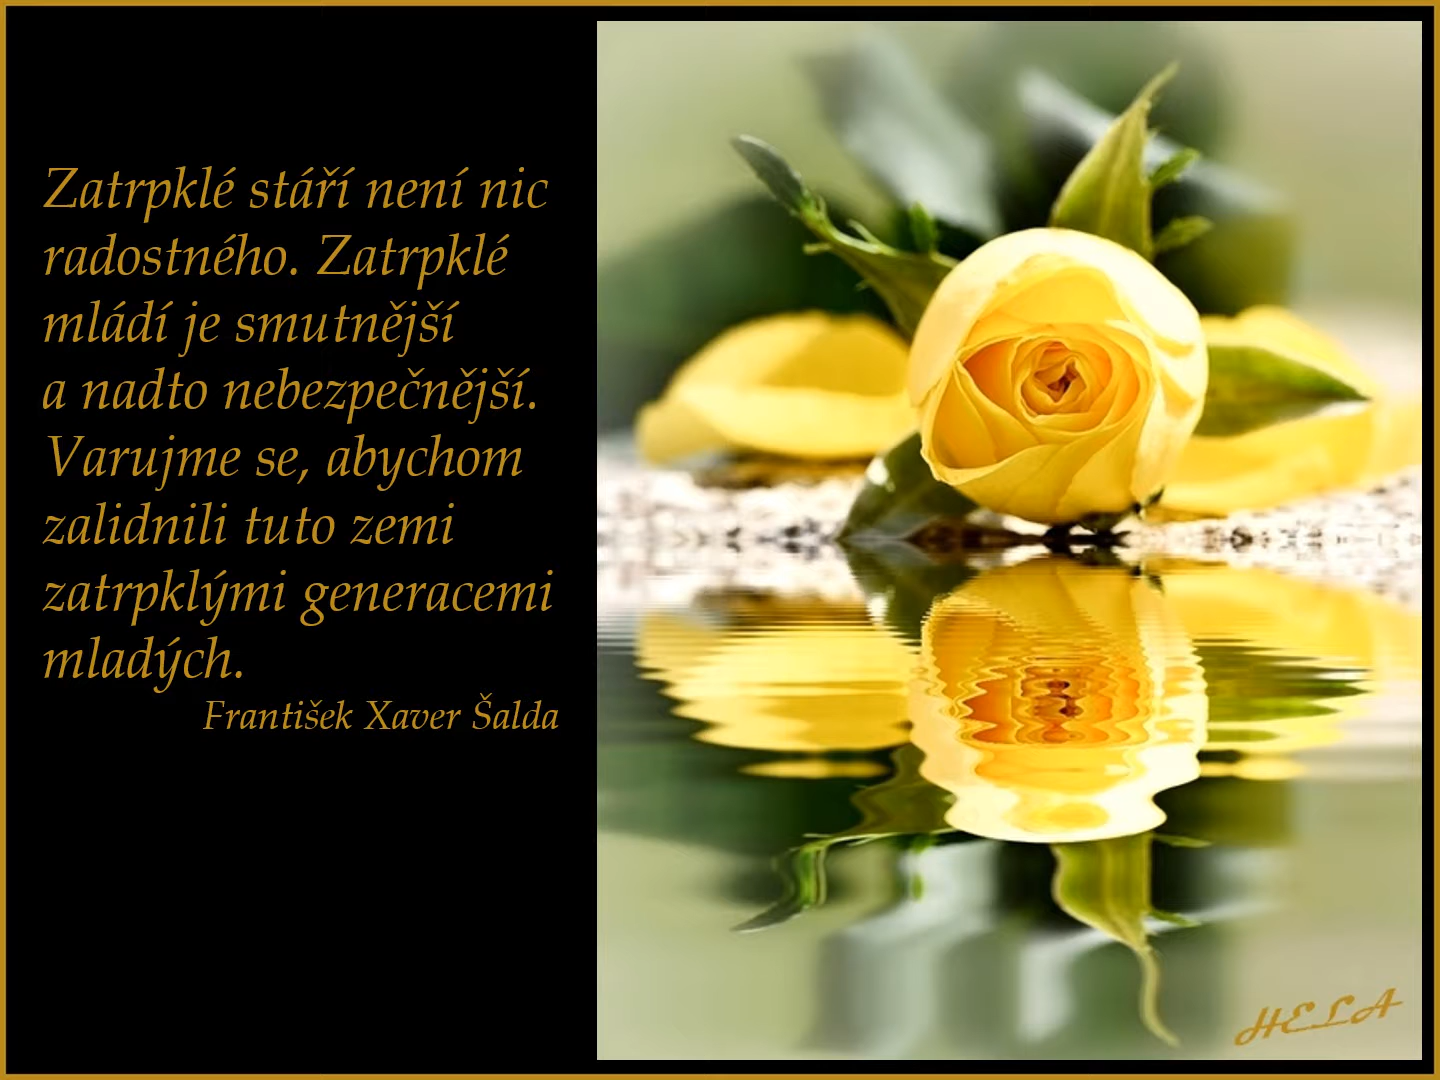 Zatrpklé stáří není nic
radostného. Zatrpklé
mládí je smutnější
a nadto nebezpečnější.
Varujme se, abychom
zalidnili tuto zemi
zatrpklými generacemi
mladých.
František Xaver Šalda
HELA